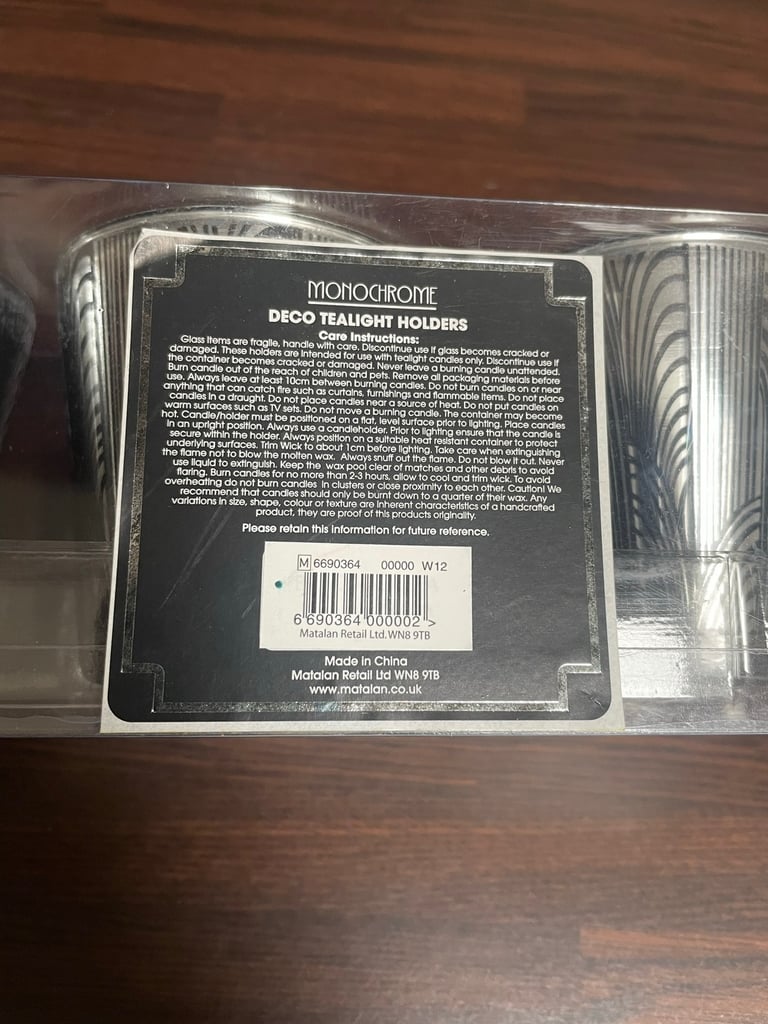 MONOCHROME
DECO TEALIGHT HOLDERS
Care Instructions:
Glass items are fragile, handle with care. Discontinue use if glass becomes cracked or
damaged. These holders are intended for use with tealight candles only. Discontinue use if
the container becomes cracked or damaged. Never leave a burning candle unattended.
Burn candle out of the reach of children and pets. Remove all packaging materials before
use. Always leave at least 10cm between burning candles. Do not burn candles on or near
anything that can catch fire such as curtains, furnishings and flammable items. Do not place
candles in a draught. Do not place candles near a source of heat. Do not put candles on
warm surfaces such as TV sets. Do not move a burning candle. The container may become
hot. Candle/holder must be positioned on a flat, level surface prior to lighting. Place candles
in an upright position. Always use a candleholder. Prior to lighting ensure that the candle is
secure within the holder. Always position on a suitable heat resistant container to protect
underlying surfaces. Trim Wick to about 1cm before lighting. Take care when extinguishing
the flame not to blow the molten wax. Always snuff out the flame. Do not blow it out. Never
use liquid to extinguish. Keep the wax pool clear of matches and other debris to avoid
flaring. Burn candles for no more than 2-3 hours, allow to cool and trim wick. To avoid
overheating do not burn candles in clusters or close proximity to each other. Caution! We
recommend that candles should only be burnt down to a quarter of their wax. Any
variations in size, shape, colour or texture are inherent characteristics of a handcrafted
product, they are proof of this products originality.
Please retain this information for future reference.
M 6690364 00000 W12
6 690364 000002 >
Matalan Retail Ltd. WN8 9TB
Made in China
Matalan Retail Ltd WN8 9TB
www.matalan.co.uk